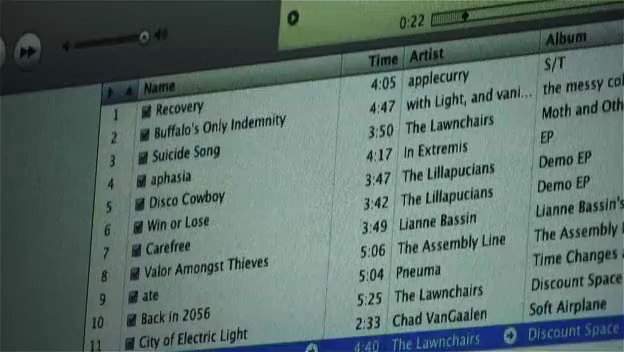 0:22
Name Time Artist Album
1 Recovery 4:05 applecurry S/T
2 Buffalo's Only Indemnity 4:47 with Light, and vani... the messy col
3 Suicide Song 3:50 The Lawnchairs Moth and Oth
4 aphasia 4:17 In Extremis EP
5 Disco Cowboy 3:47 The Lillapucians Demo EP
6 Win or Lose 3:42 The Lillapucians Demo EP
7 Carefree 3:49 Lianne Bassin Lianne Bassin's
8 Valor Amongst Thieves 5:06 The Assembly Line The Assembly
9 ate 5:04 Pneuma Time Changes
10 Back in 2056 5:25 The Lawnchairs Discount Space
11 City of Electric Light 2:33 Chad VanGaalen Soft Airplane
4:40 The Lawnchairs Discount Space